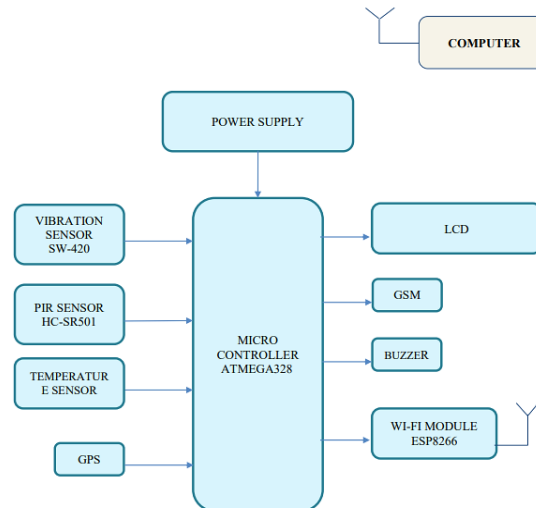 COMPUTER
POWER SUPPLY
VIBRATION
SENSOR
SW-420
LCD
PIR SENSOR
HC-SR501
GSM
MICRO
CONTROLLER
ATMEGA328
BUZZER
TEMPERATUR
E SENSOR
WI-FI MODULE
ESP8266
GPS